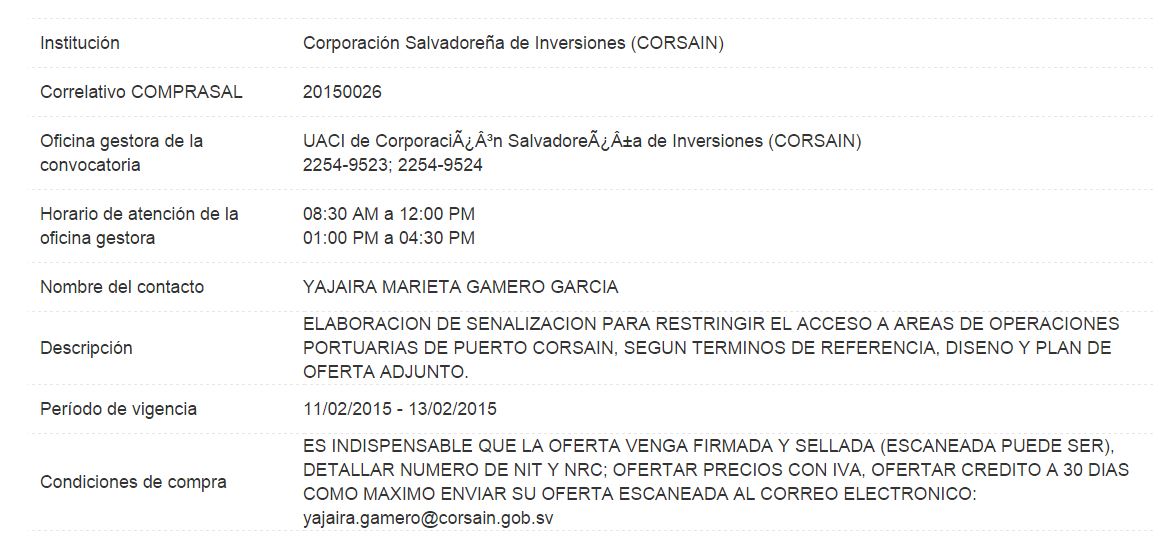 Institución Corporación Salvadoreña de Inversiones (CORSAIN)
Correlativo COMPRASAL 20150026
Oficina gestora de la convocatoria
UACI de CorporaciÃ¿Â³n SalvadoreÃ¿Â±a de Inversiones (CORSAIN)
2254-9523; 2254-9524
Horario de atención de la oficina gestora
08:30 AM a 12:00 PM
01:00 PM a 04:30 PM
Nombre del contacto YAJAIRA MARIETA GAMERO GARCIA
Descripción
ELABORACION DE SENALIZACION PARA RESTRINGIR EL ACCESO A AREAS DE OPERACIONES
PORTUARIAS DE PUERTO CORSAIN, SEGUN TERMINOS DE REFERENCIA, DISENO Y PLAN DE
OFERTA ADJUNTO.
Período de vigencia 11/02/2015 - 13/02/2015
Condiciones de compra
ES INDISPENSABLE QUE LA OFERTA VENGA FIRMADA Y SELLADA (ESCANEADA PUEDE SER),
DETALLAR NUMERO DE NIT Y NRC; OFERTAR PRECIOS CON IVA, OFERTAR CREDITO A 30 DIAS
COMO MAXIMO ENVIAR SU OFERTA ESCANEADA AL CORREO ELECTRONICO:
yajaira.gamero@corsain.gob.sv